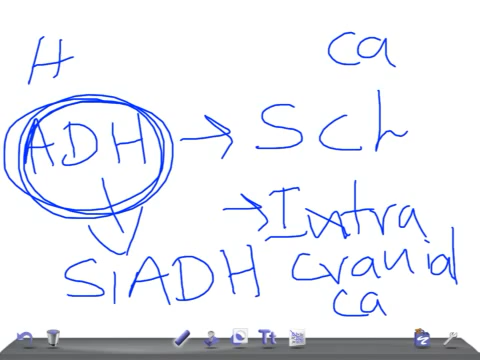 H ca
ADH → Sch
→ Intra
SIADH cranial
ca